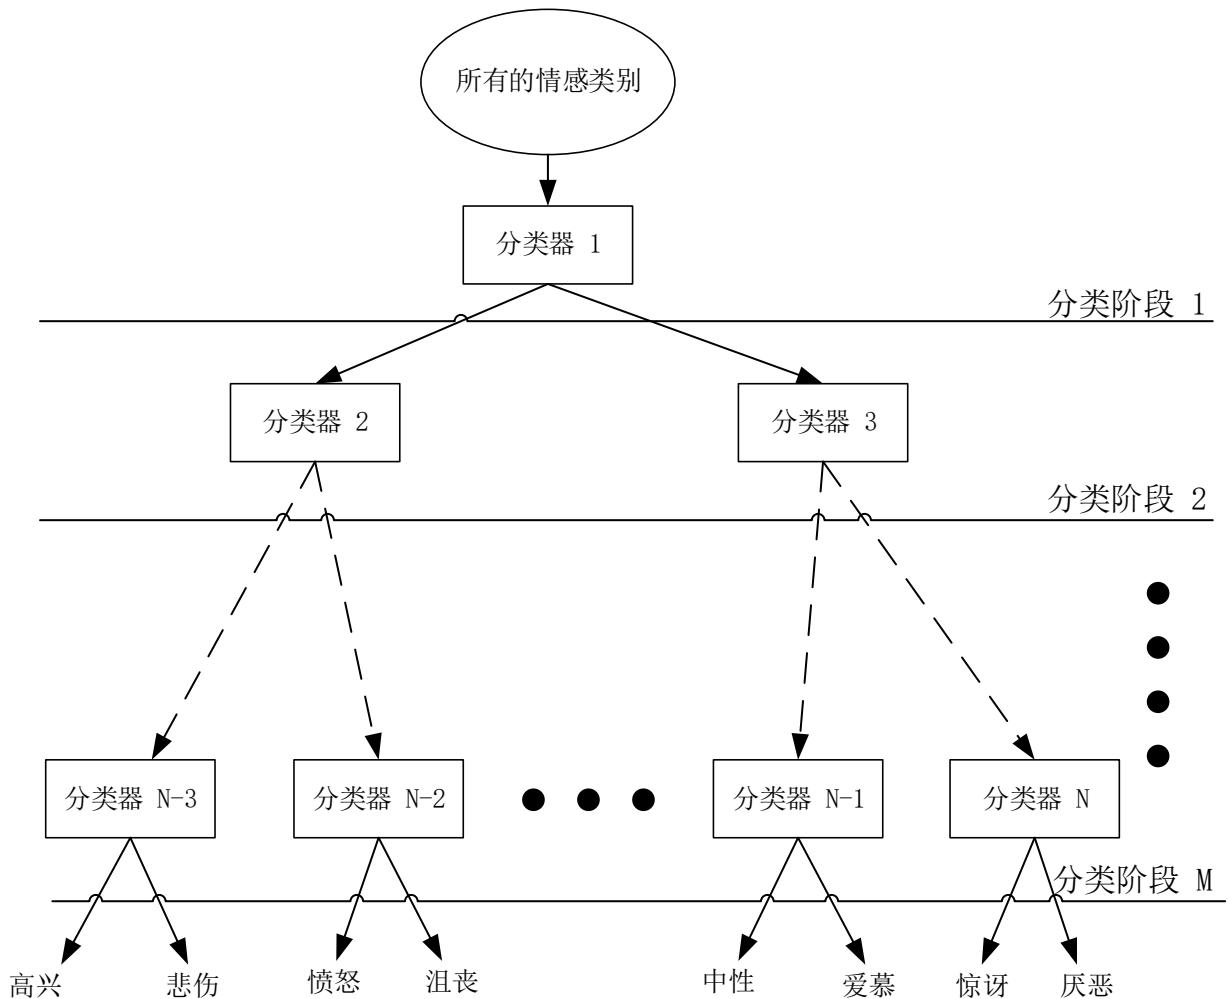 所有的情感类别
分类器 1
分类阶段 1
分类器 2
分类器 3
分类阶段 2
分类器 N-3
分类器 N-2
分类器 N-1
分类器 N
分类阶段 M
高兴
悲伤
愤怒
沮丧
中性
爱慕
惊讶
厌恶